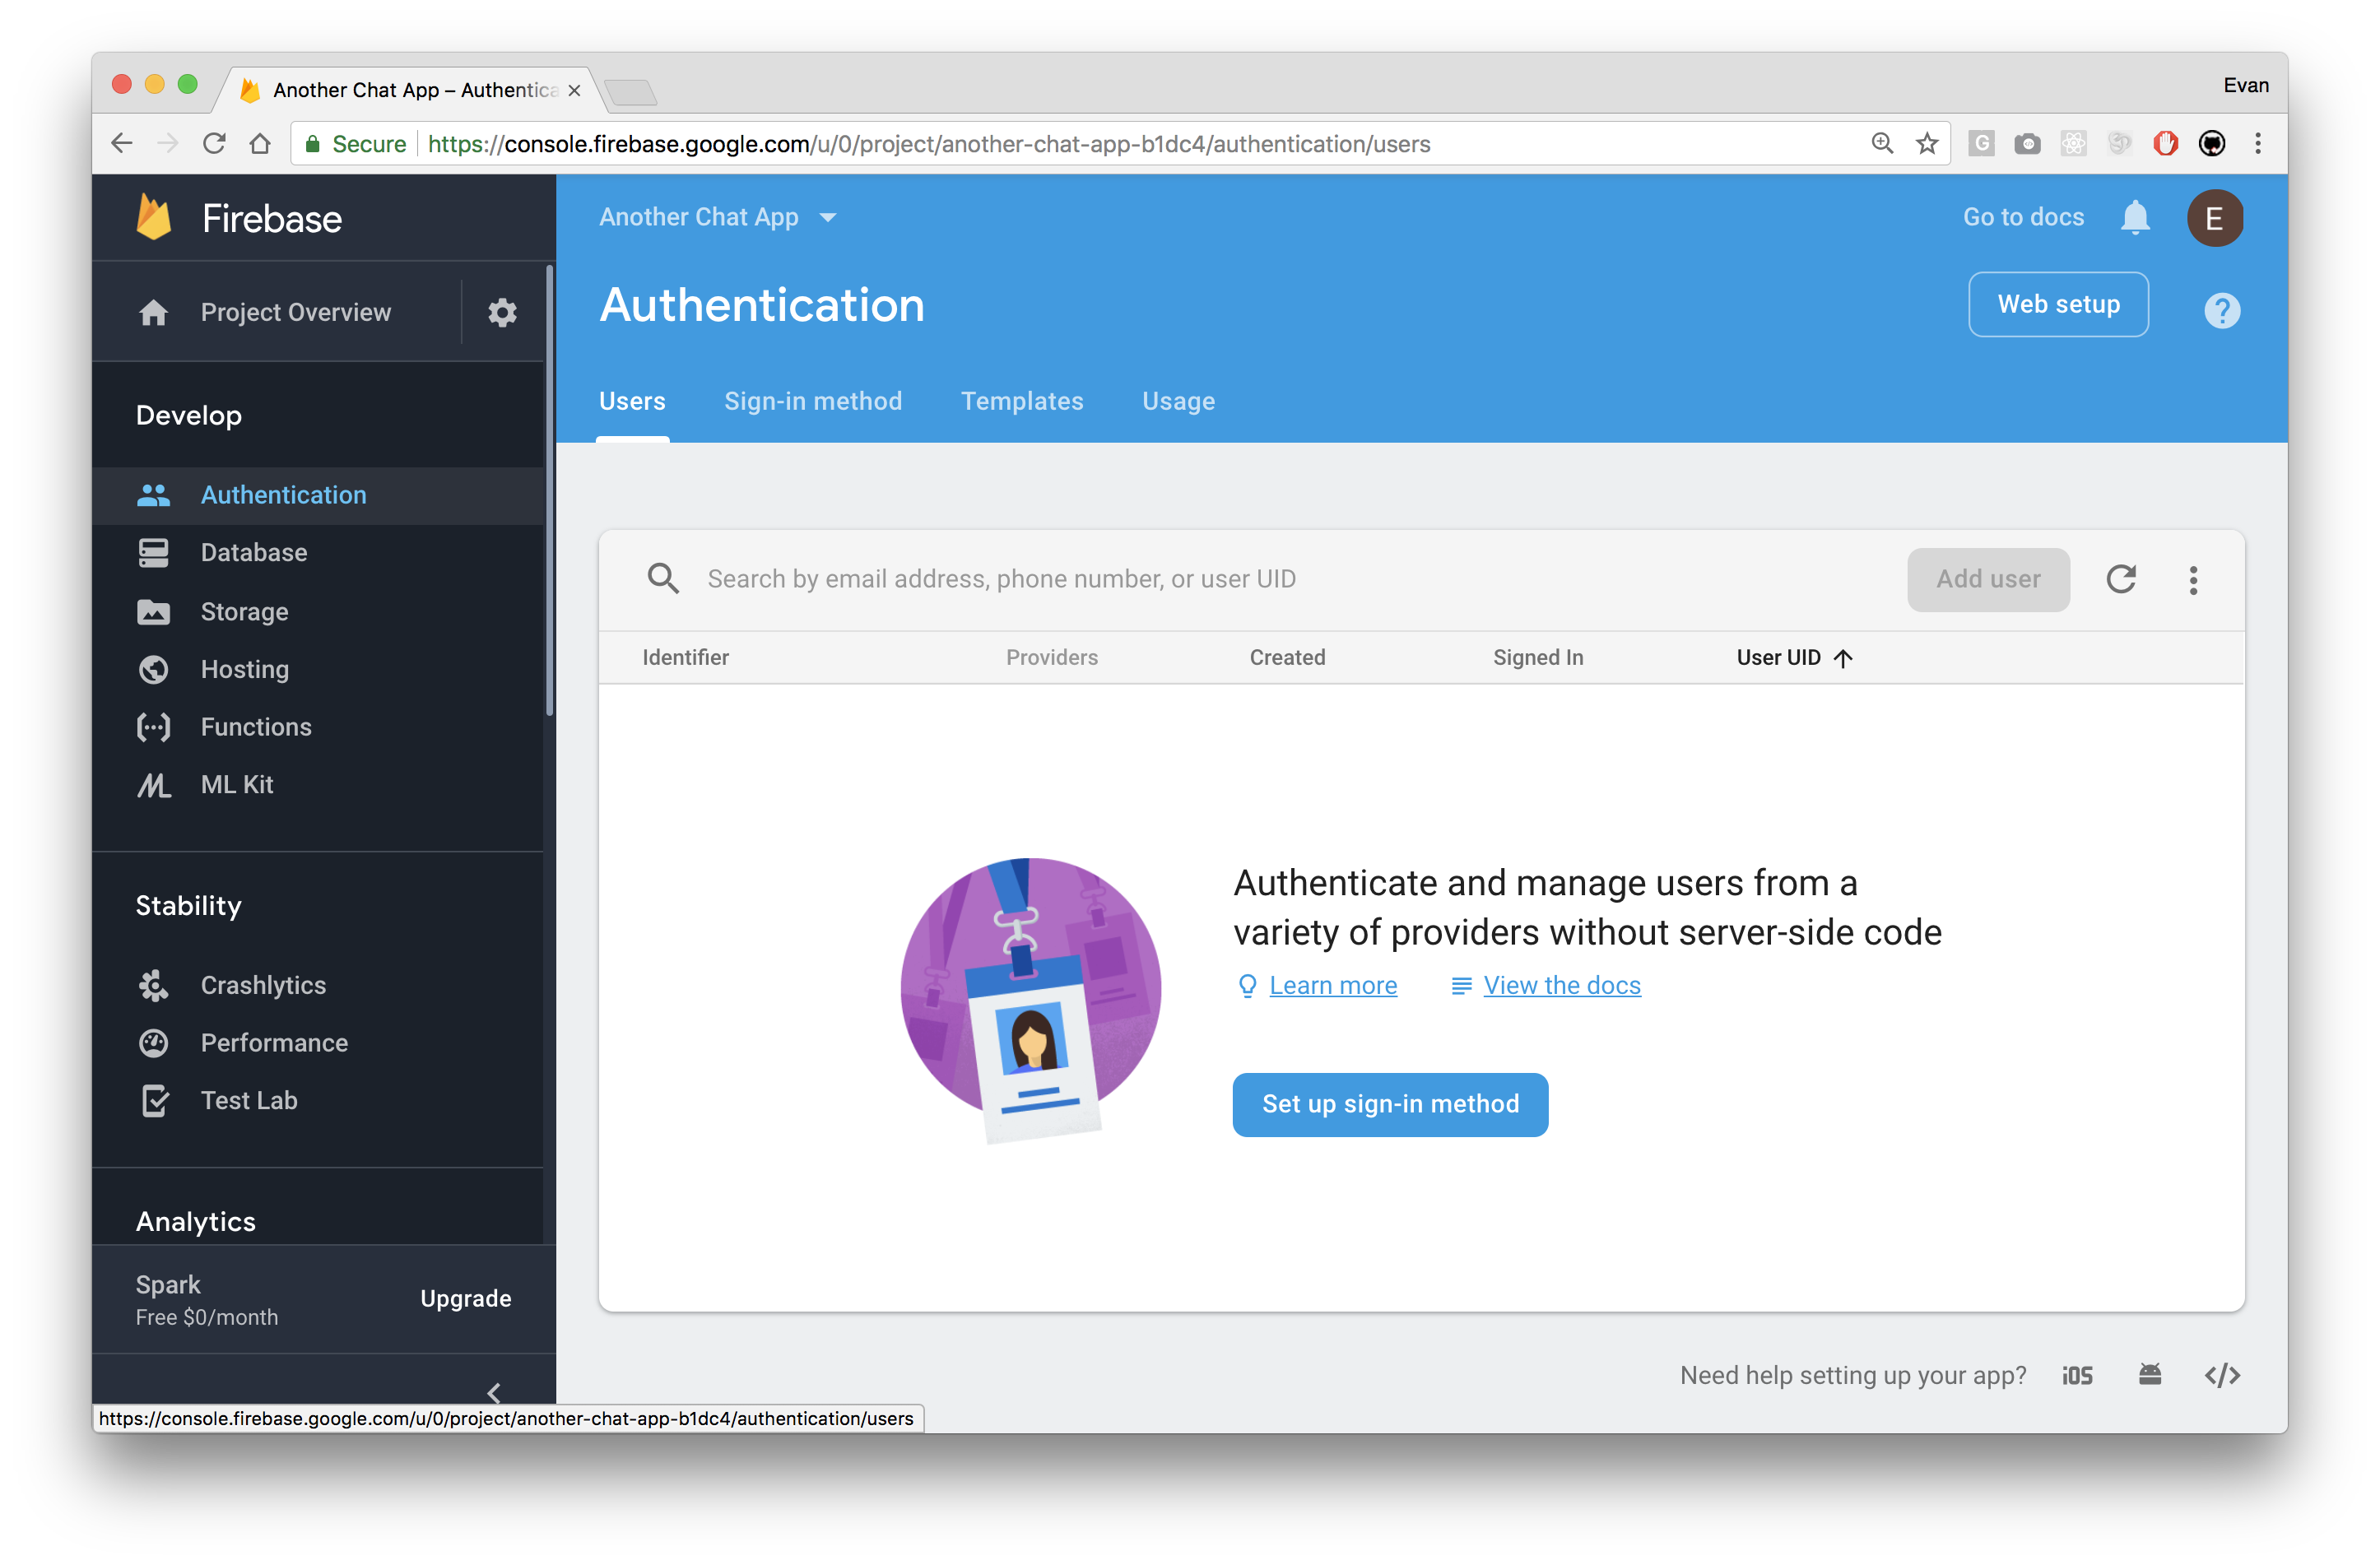 Another Chat App – Authentica
Evan
Secure
https://console.firebase.google.com/u/0/project/another-chat-app-b1dc4/authentication/users
Firebase
Project Overview
Develop
Authentication
Database
Storage
Hosting
Functions
ML Kit
Stability
Crashlytics
Performance
Test Lab
Analytics
Spark
Free $0/month
Upgrade
Another Chat App
Go to docs
E
Authentication
Web setup
?
Users Sign-in method Templates Usage
Search by email address, phone number, or user UID
Add user
Identifier Providers Created Signed In User UID
Authenticate and manage users from a
variety of providers without server-side code
Learn more View the docs
Set up sign-in method
Need help setting up your app? iOS </>
https://console.firebase.google.com/u/0/project/another-chat-app-b1dc4/authentication/users